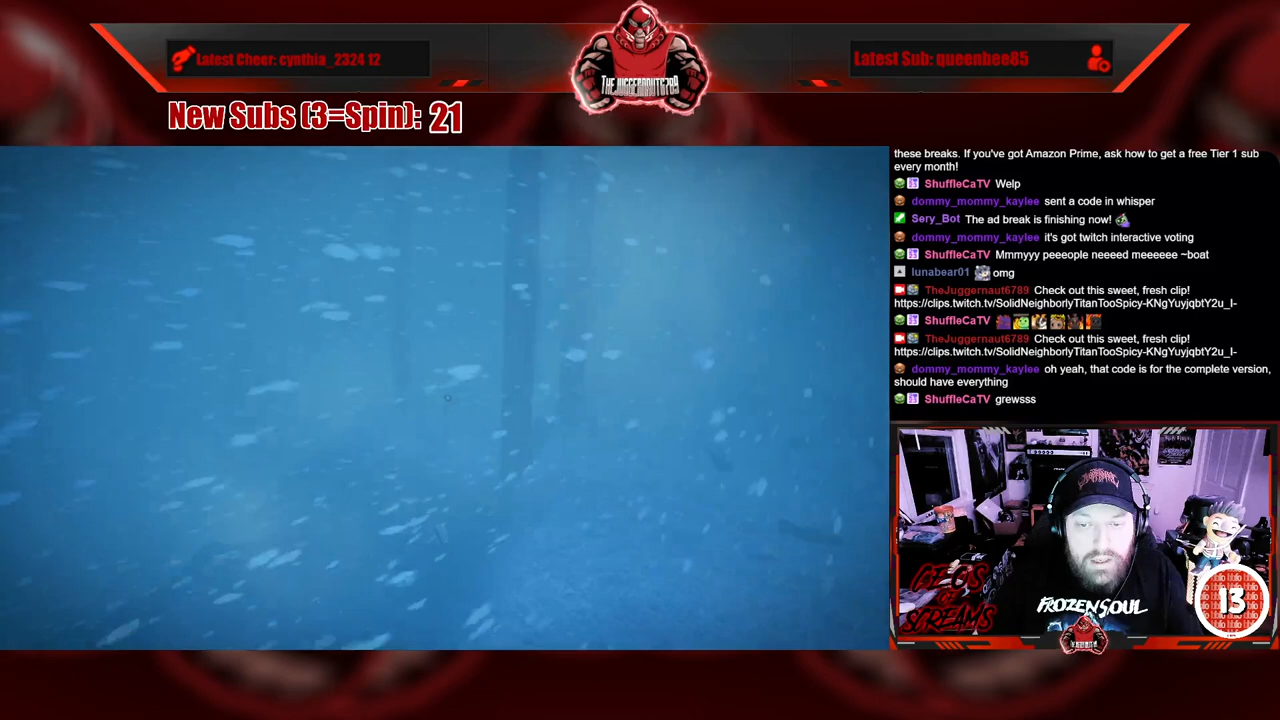 Latest Cheer: cynthia_2324 12
THEJUGGERNAUT6789
Latest Sub: queenbee85
New Subs (3=Spin): 21
these breaks. If you've got Amazon Prime, ask how to get a free Tier 1 sub
every month!
ShuffleCaTV Welp
dommy_mommy_kaylee sent a code in whisper
Sery_Bot The ad break is finishing now!
dommy_mommy_kaylee it's got twitch interactive voting
ShuffleCaTV Mmmyyy peeeople neeeed meeeeee ~boat
lunabear01 omg
TheJuggernaut6789 Check out this sweet, fresh clip!
https://clips.twitch.tv/SolidNeighborlyTitanTooSpicy-KNgYuyjqbtY2u_I-
ShuffleCaTV
TheJuggernaut6789 Check out this sweet, fresh clip!
https://clips.twitch.tv/SolidNeighborlyTitanTooSpicy-KNgYuyjqbtY2u_I-
dommy_mommy_kaylee oh yeah, that code is for the complete version,
should have everything
ShuffleCaTV grewsss
FROZEN SOUL
OF
SCREAMS
13